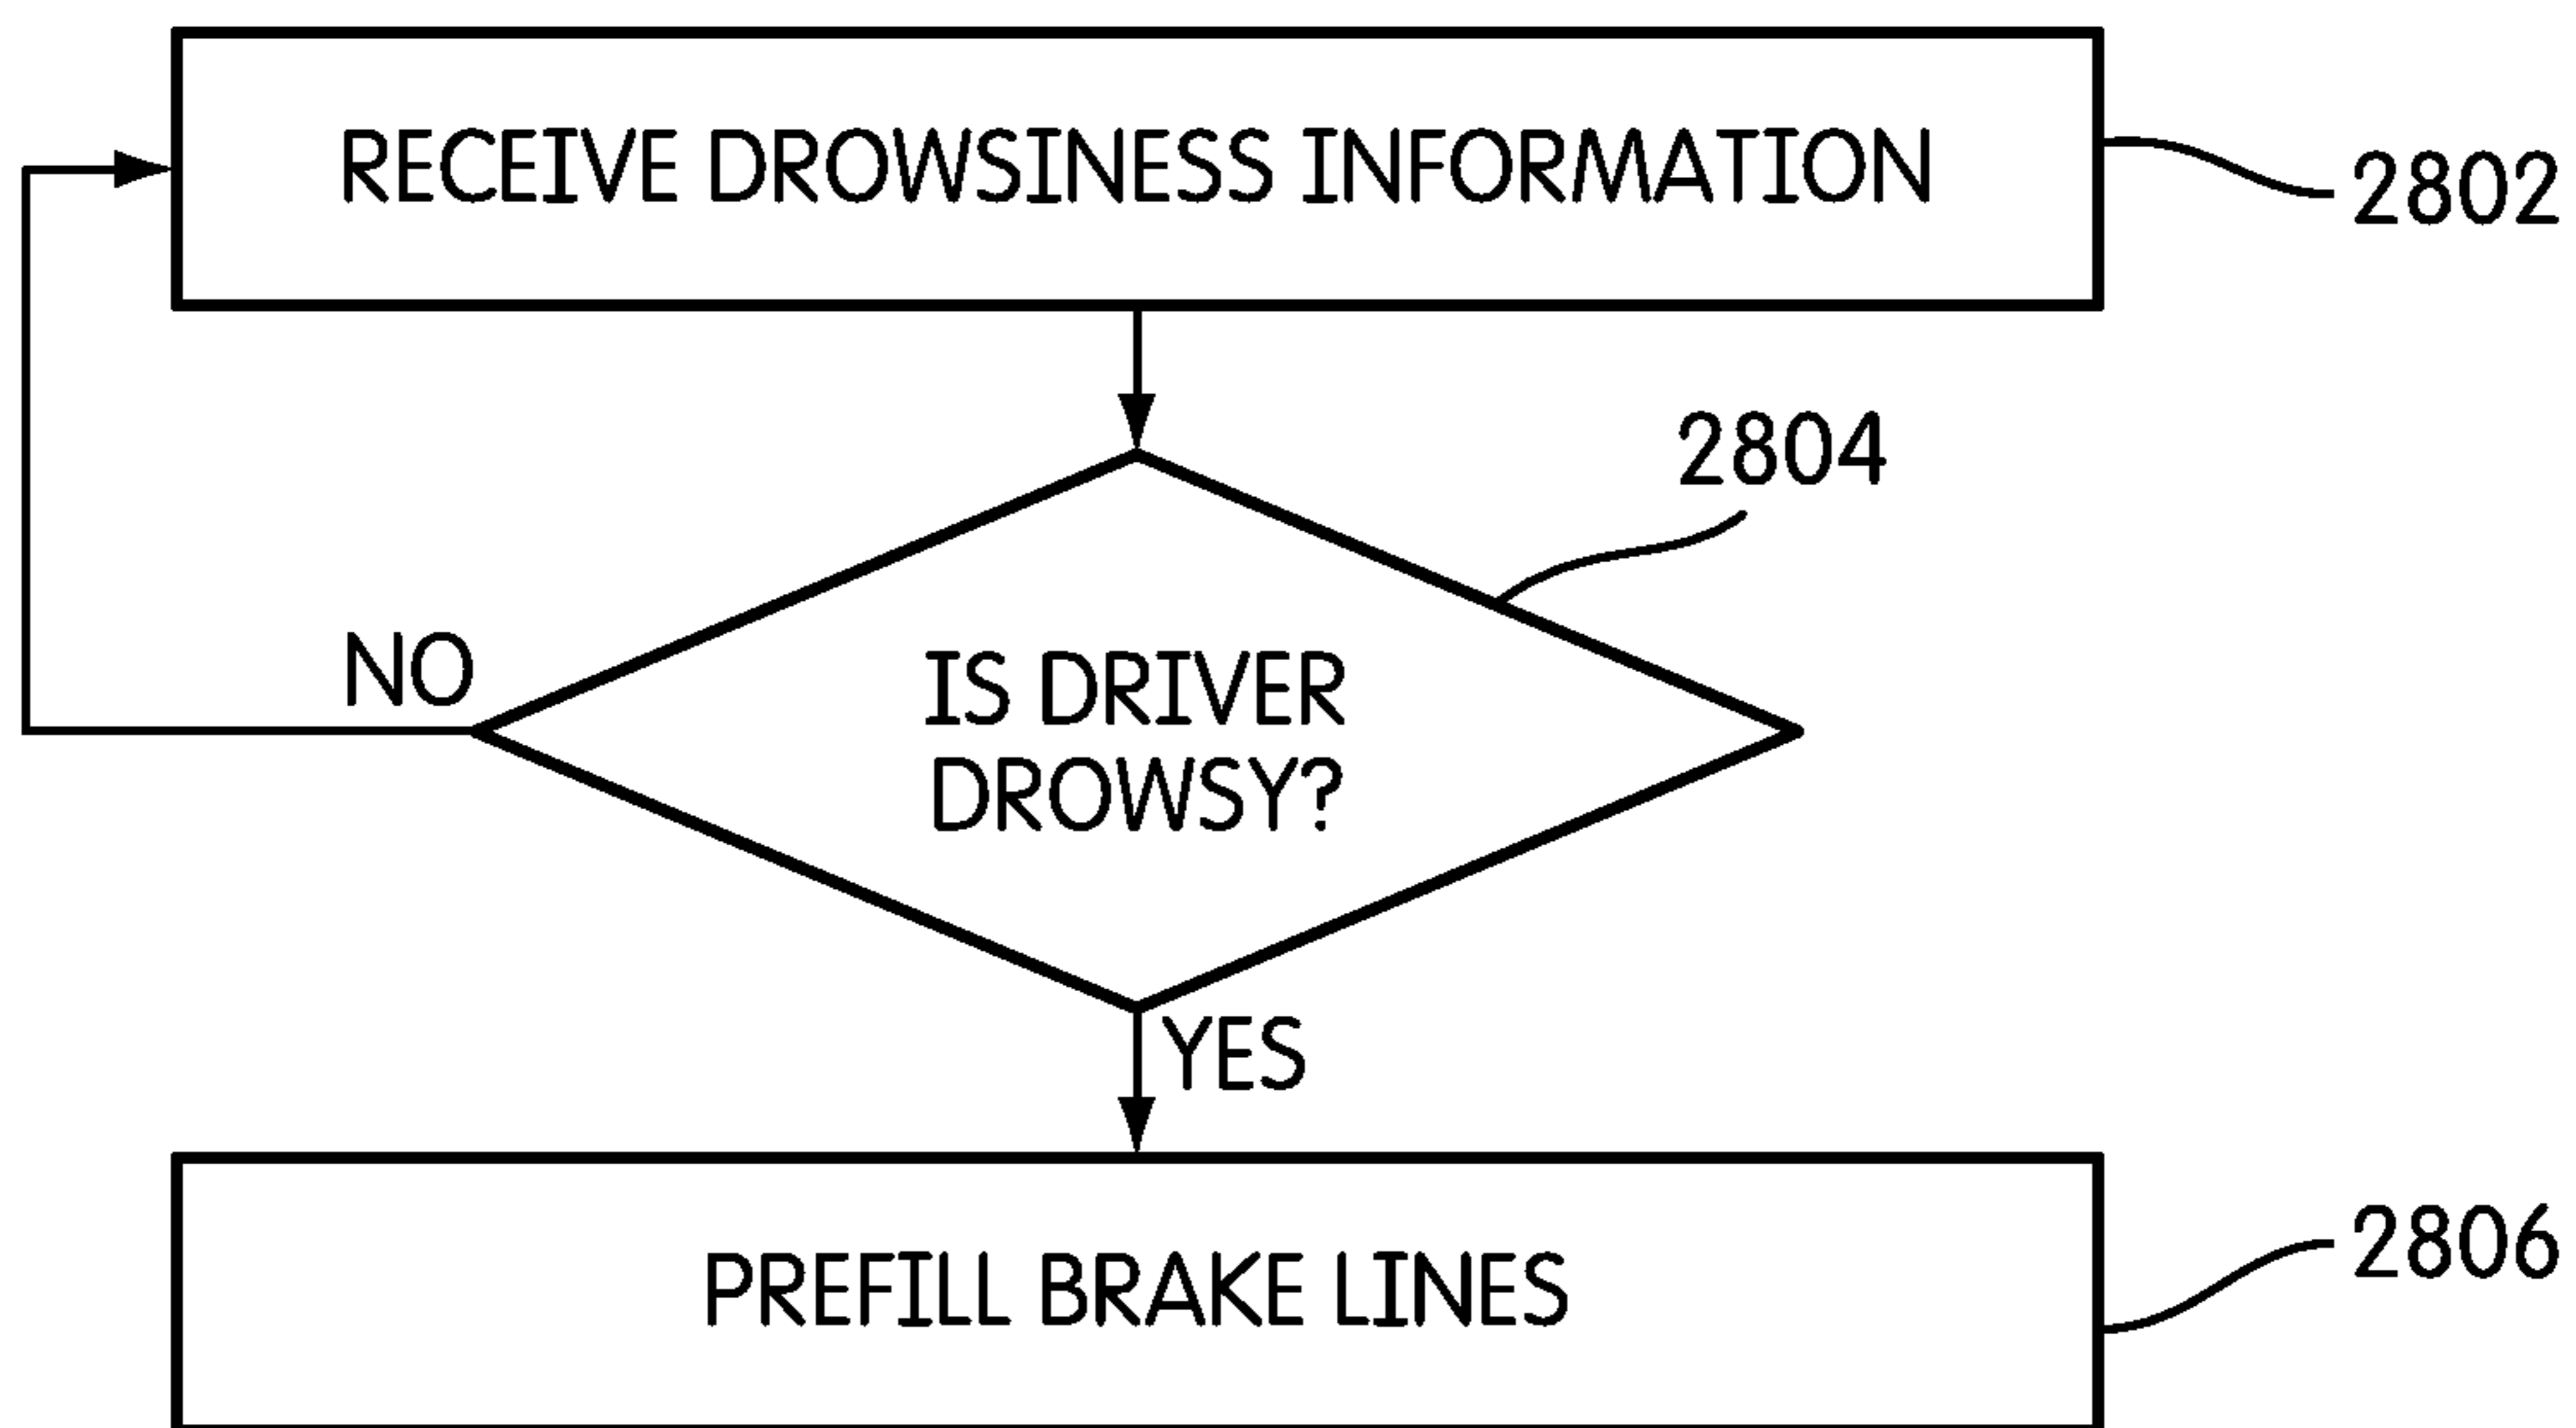 RECEIVE DROWSINESS INFORMATION
2802
2804
NO
IS DRIVER
DROWSY?
YES
PREFILL BRAKE LINES
2806